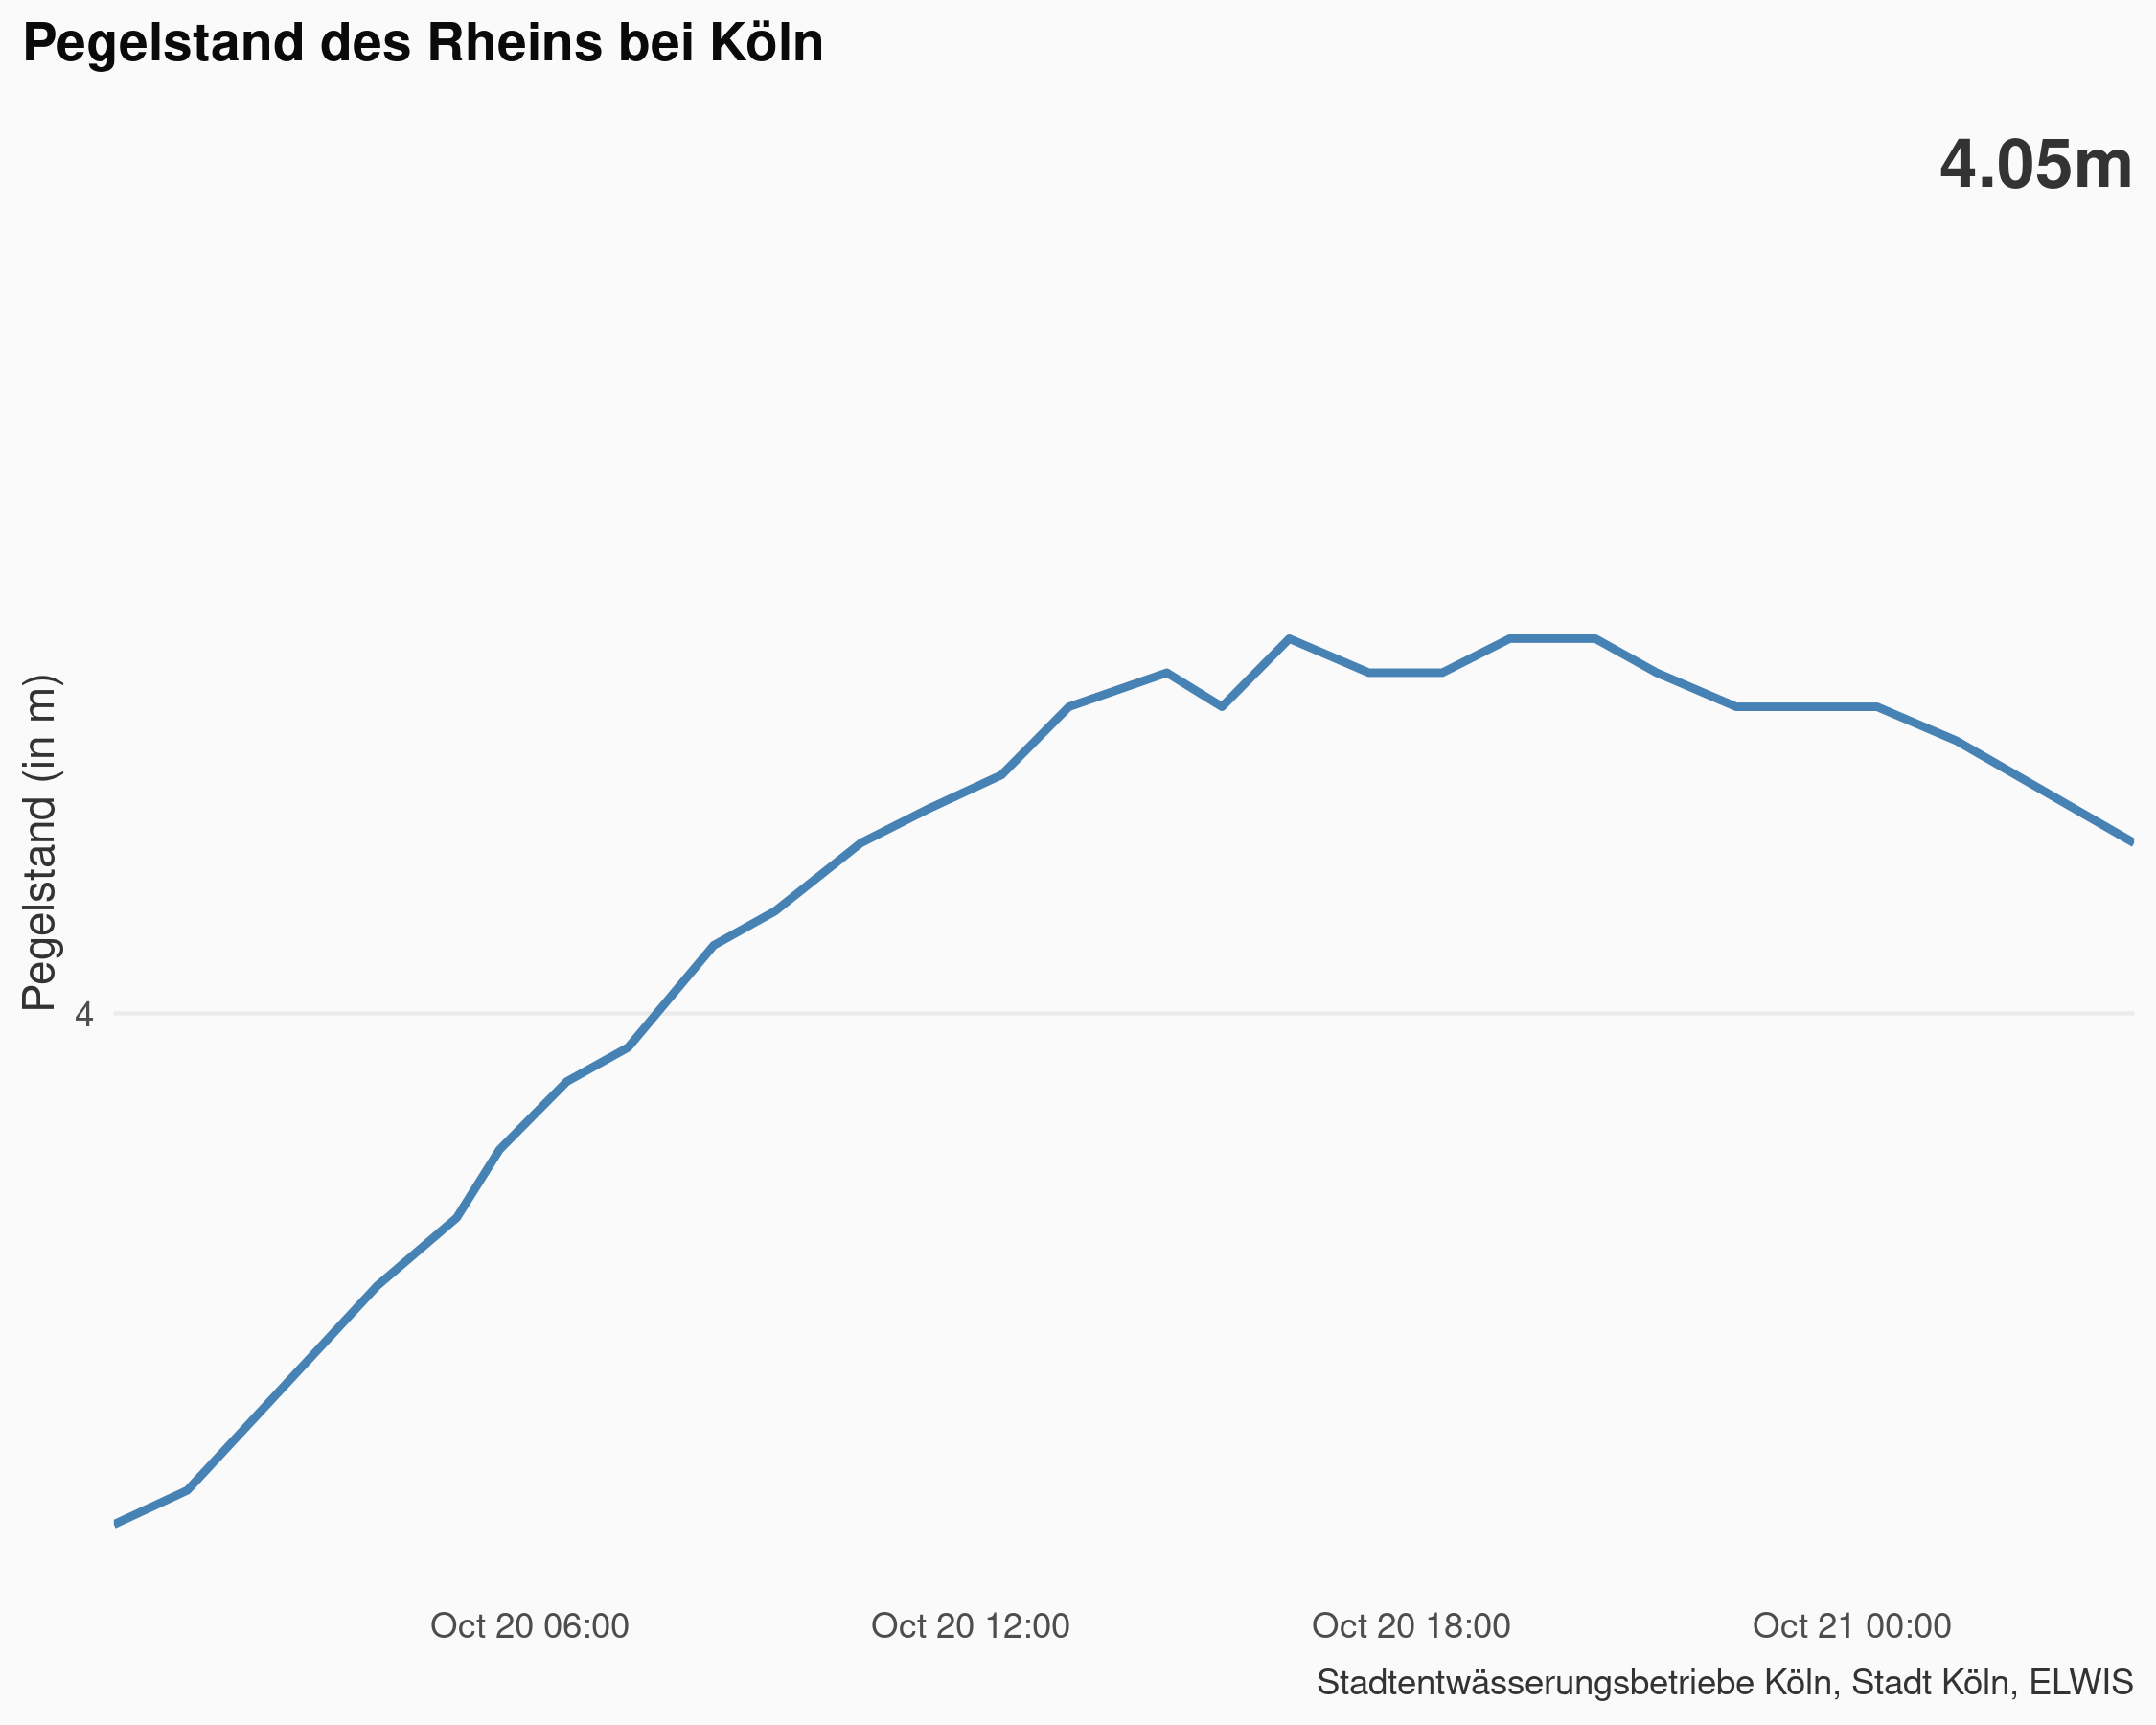 Pegelstand des Rheins bei Köln
4.05m
Pegelstand (in m)
4
Oct 20 06:00 Oct 20 12:00 Oct 20 18:00 Oct 21 00:00
Stadtentwässerungsbetriebe Köln, Stadt Köln, ELWIS